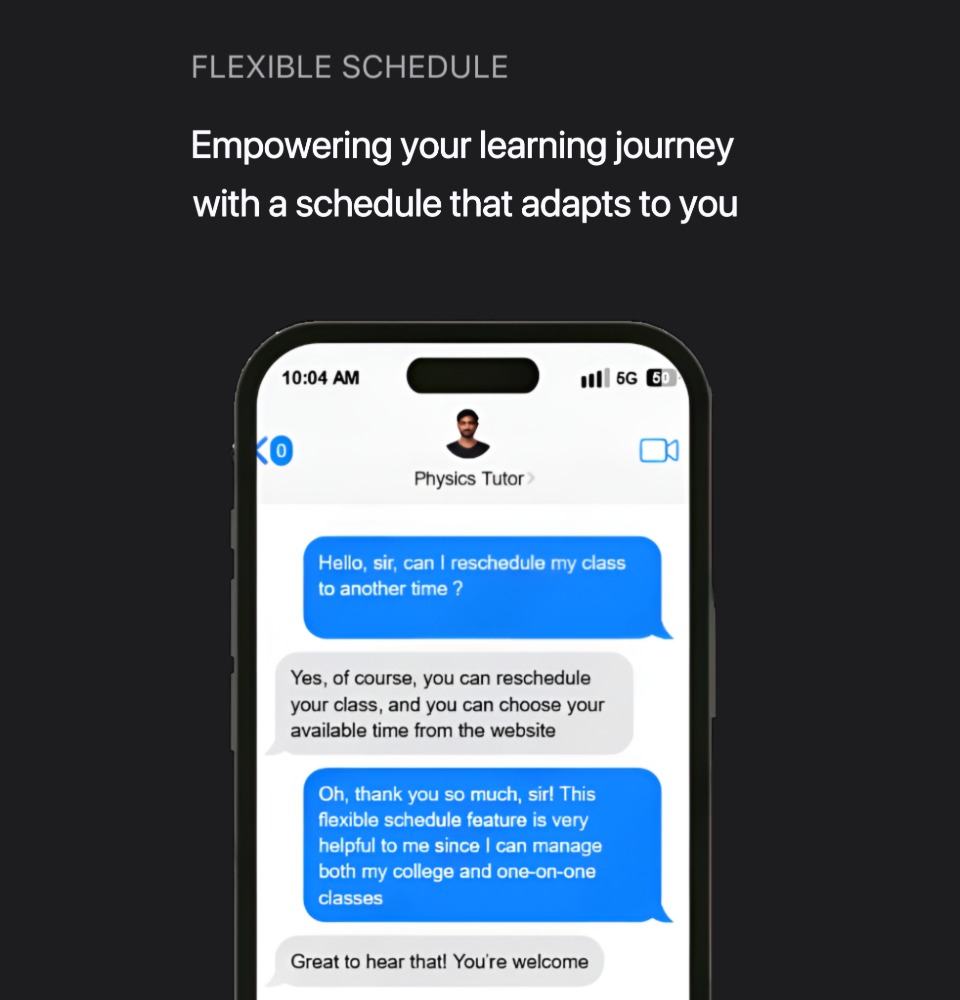 FLEXIBLE SCHEDULE
Empowering your learning journey
with a schedule that adapts to you
10:04 AM
5G
50
0
Physics Tutor
Hello, sir, can I reschedule my class
to another time ?
Yes, of course, you can reschedule
your class, and you can choose your
available time from the website
Oh, thank you so much, sir! This
flexible schedule feature is very
helpful to me since I can manage
both my college and one-on-one
classes
Great to hear that! You're welcome